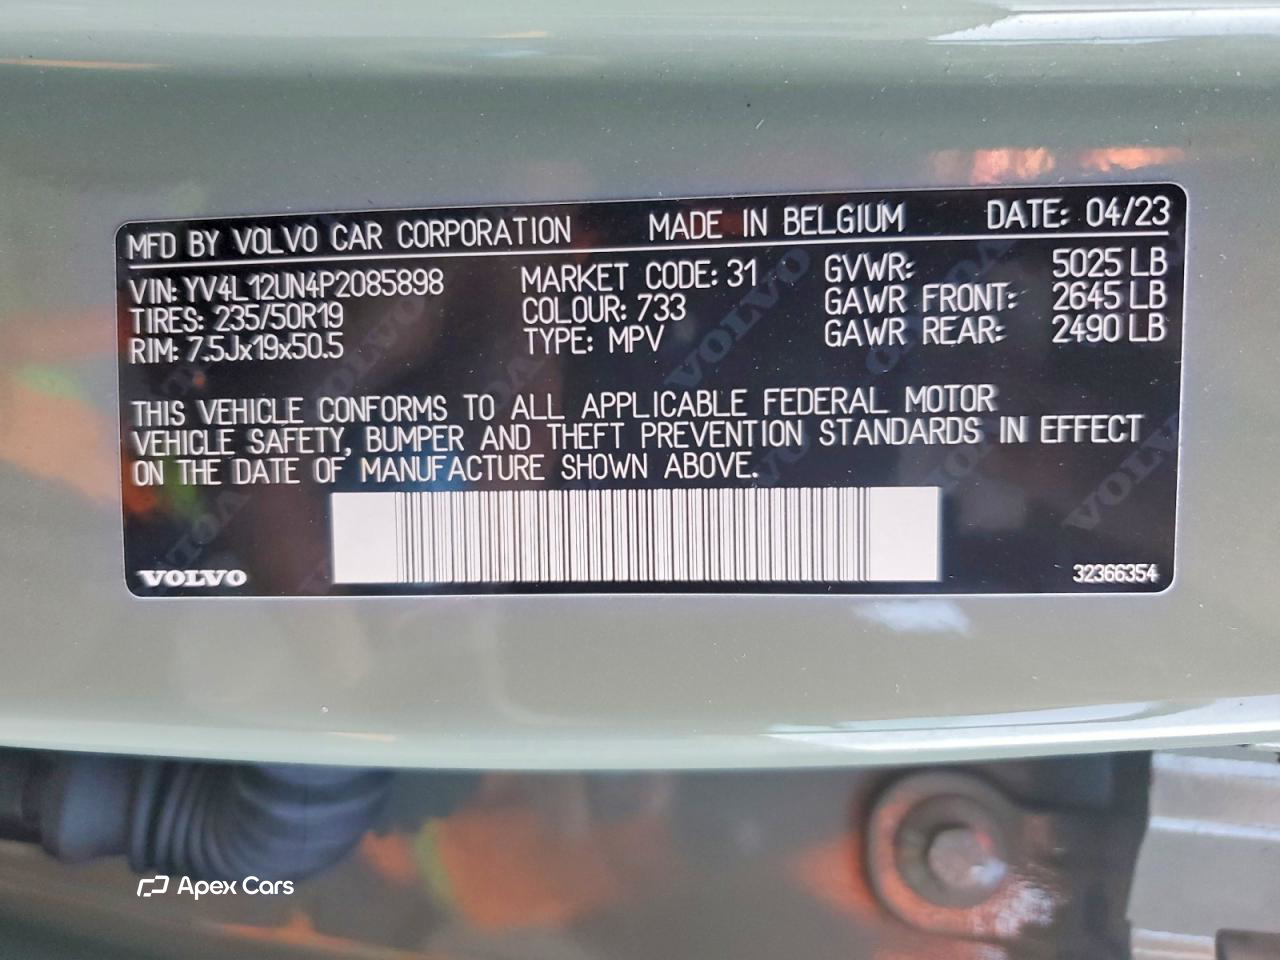 MFD BY VOLVO CAR CORPORATION MADE IN BELGIUM DATE: 04/23
VIN: YV4L12UN4P2085898 MARKET CODE: 31 GVWR: 5025 LB
TIRES: 235/50R19 COLOUR: 733 GAWR FRONT: 2645 LB
RIM: 7.5Jx19x50.5 TYPE: MPV GAWR REAR: 2490 LB
THIS VEHICLE CONFORMS TO ALL APPLICABLE FEDERAL MOTOR
VEHICLE SAFETY, BUMPER AND THEFT PREVENTION STANDARDS IN EFFECT
ON THE DATE OF MANUFACTURE SHOWN ABOVE.
VOLVO 32366354
Apex Cars